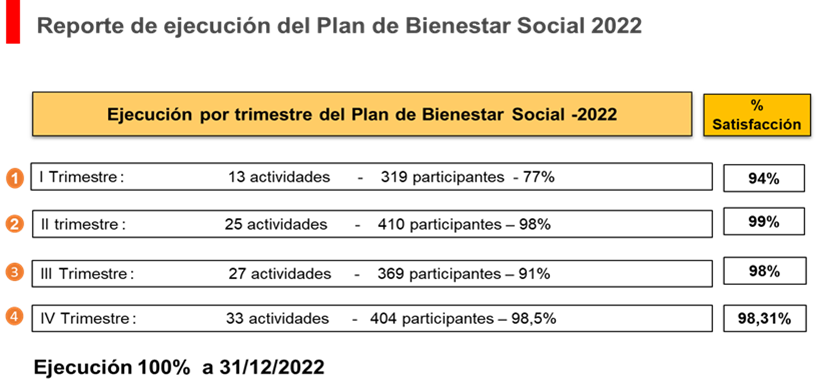 Reporte de ejecución del Plan de Bienestar Social 2022
Ejecución por trimestre del Plan de Bienestar Social -2022
%
Satisfacción
1 I Trimestre : 13 actividades - 319 participantes - 77% 94%
2 II trimestre : 25 actividades - 410 participantes – 98% 99%
3 III Trimestre : 27 actividades - 369 participantes – 91% 98%
4 IV Trimestre : 33 actividades - 404 participantes – 98,5% 98,31%
Ejecución 100% a 31/12/2022